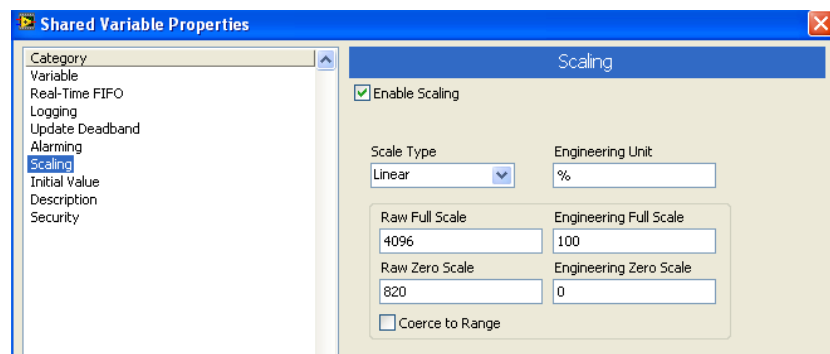 Shared Variable Properties
Category
Variable
Real-Time FIFO
Logging
Update Deadband
Alarming
Scaling
Initial Value
Description
Security
Scaling
Enable Scaling
Scale Type
Engineering Unit
Linear
%
Raw Full Scale
Engineering Full Scale
4096
100
Raw Zero Scale
Engineering Zero Scale
820
0
Coerce to Range